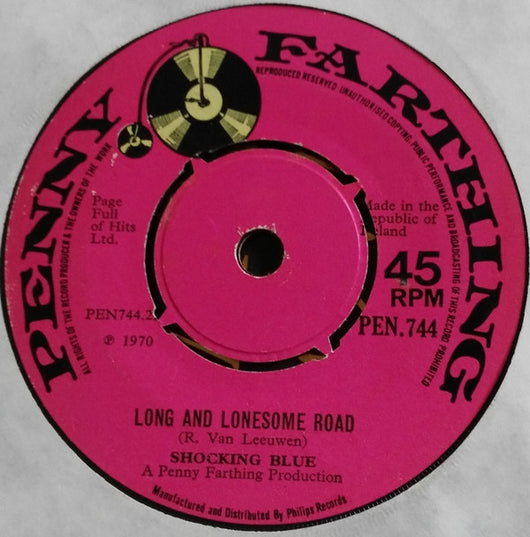 PENNY FARTHING
REPRODUCED RESERVED. UNAUTHORISED COPYING, PUBLIC PERFORMANCE AND BROADCASTING OF THIS RECORD PROHIBITED
ALL RIGHTS OF THE RECORD PRODUCER & THE OWNERS OF THE WORK
Page
Full
of Hits
Ltd.
Made in the
Republic of
Ireland
45
RPM
PEN744.2
PEN.744
℗ 1970
LONG AND LONESOME ROAD
(R. Van Leeuwen)
SHOCKING BLUE
A Penny Farthing Production
Manufactured and Distributed By Philips Records